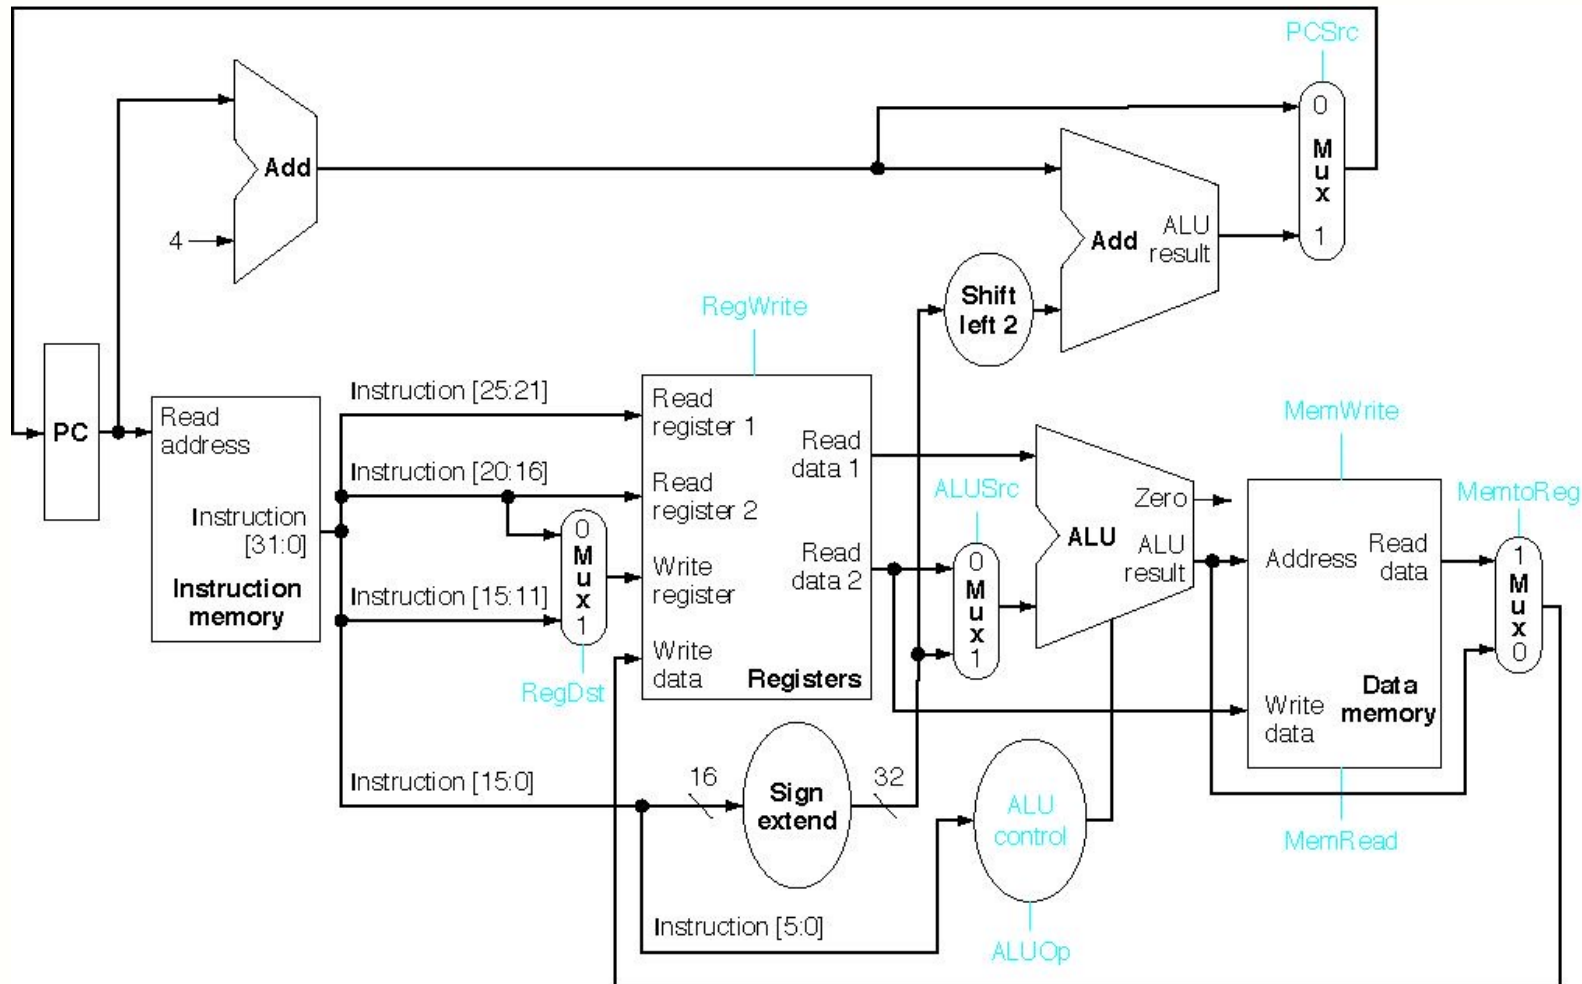 PCSrc
0
Mux
1
Add
4
Add
ALU
result
Shift
left 2
RegWrite
PC
Read
address
Instruction
[31:0]
Instruction
memory
Instruction [25:21]
Instruction [20:16]
Instruction [15:11]
Instruction [15:0]
Instruction [5:0]
0
Mux
1
RegDst
Read
register 1
Read
register 2
Write
register
Write
data
Read
data 1
Read
data 2
Registers
16
Sign
extend
32
ALUSrc
0
Mux
1
Zero
ALU
ALU
result
ALU
control
ALUOp
MemWrite
Address
Read
data
Write
data
Data
memory
MemRead
MemtoReg
1
Mux
0